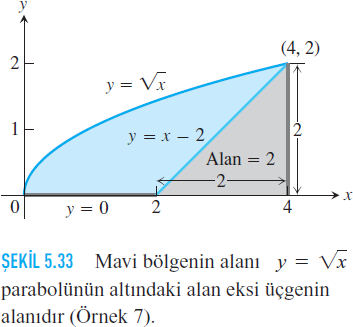 y
(4, 2)
2
y = √x
1
y = x − 2
2
Alan = 2
2
x
0
y = 0
2
4
ŞEKİL 5.33 Mavi bölgenin alanı y = √x
parabolünün altındaki alan eksi üçgenin
alanıdır (Örnek 7).